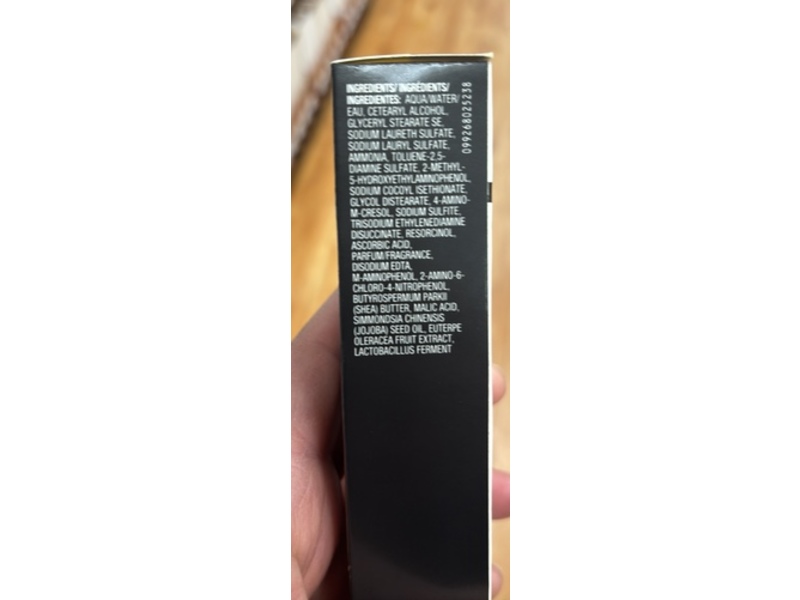 INGREDIENTS/ INGRÉDIENTS/
INGREDIENTES: AQUA/WATER/
EAU, CETEARYL ALCOHOL,
GLYCERYL STEARATE SE,
SODIUM LAURETH SULFATE,
SODIUM LAURYL SULFATE,
AMMONIA, TOLUENE-2,5-
DIAMINE SULFATE, 2-METHYL-
5-HYDROXYETHYLAMINOPHENOL,
SODIUM COCOYL ISETHIONATE,
GLYCOL DISTEARATE, 4-AMINO-
M-CRESOL, SODIUM SULFITE,
TRISODIUM ETHYLENEDIAMINE
DISUCCINATE, RESORCINOL,
ASCORBIC ACID,
PARFUM/FRAGRANCE,
DISODIUM EDTA,
M-AMINOPHENOL, 2-AMINO-6-
CHLORO-4-NITROPHENOL,
BUTYROSPERMUM PARKII
(SHEA) BUTTER, MALIC ACID,
SIMMONDSIA CHINENSIS
(JOJOBA) SEED OIL, EUTERPE
OLERACEA FRUIT EXTRACT,
LACTOBACILLUS FERMENT
099268025238